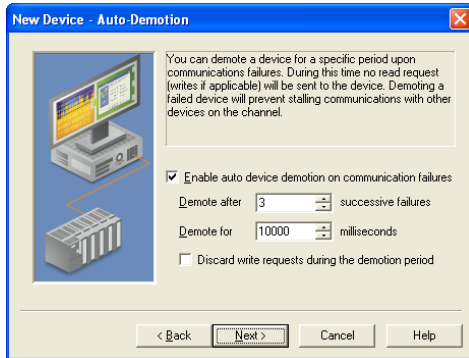 New Device - Auto-Demotion
You can demote a device for a specific period upon
communications failures. During this time no read request
(writes if applicable) will be sent to the device. Demoting a
failed device will prevent stalling communications with other
devices on the channel.
Enable auto device demotion on communication failures
Demote after 3 successive failures
Demote for 10000 milliseconds
Discard write requests during the demotion period
< Back Next > Cancel Help